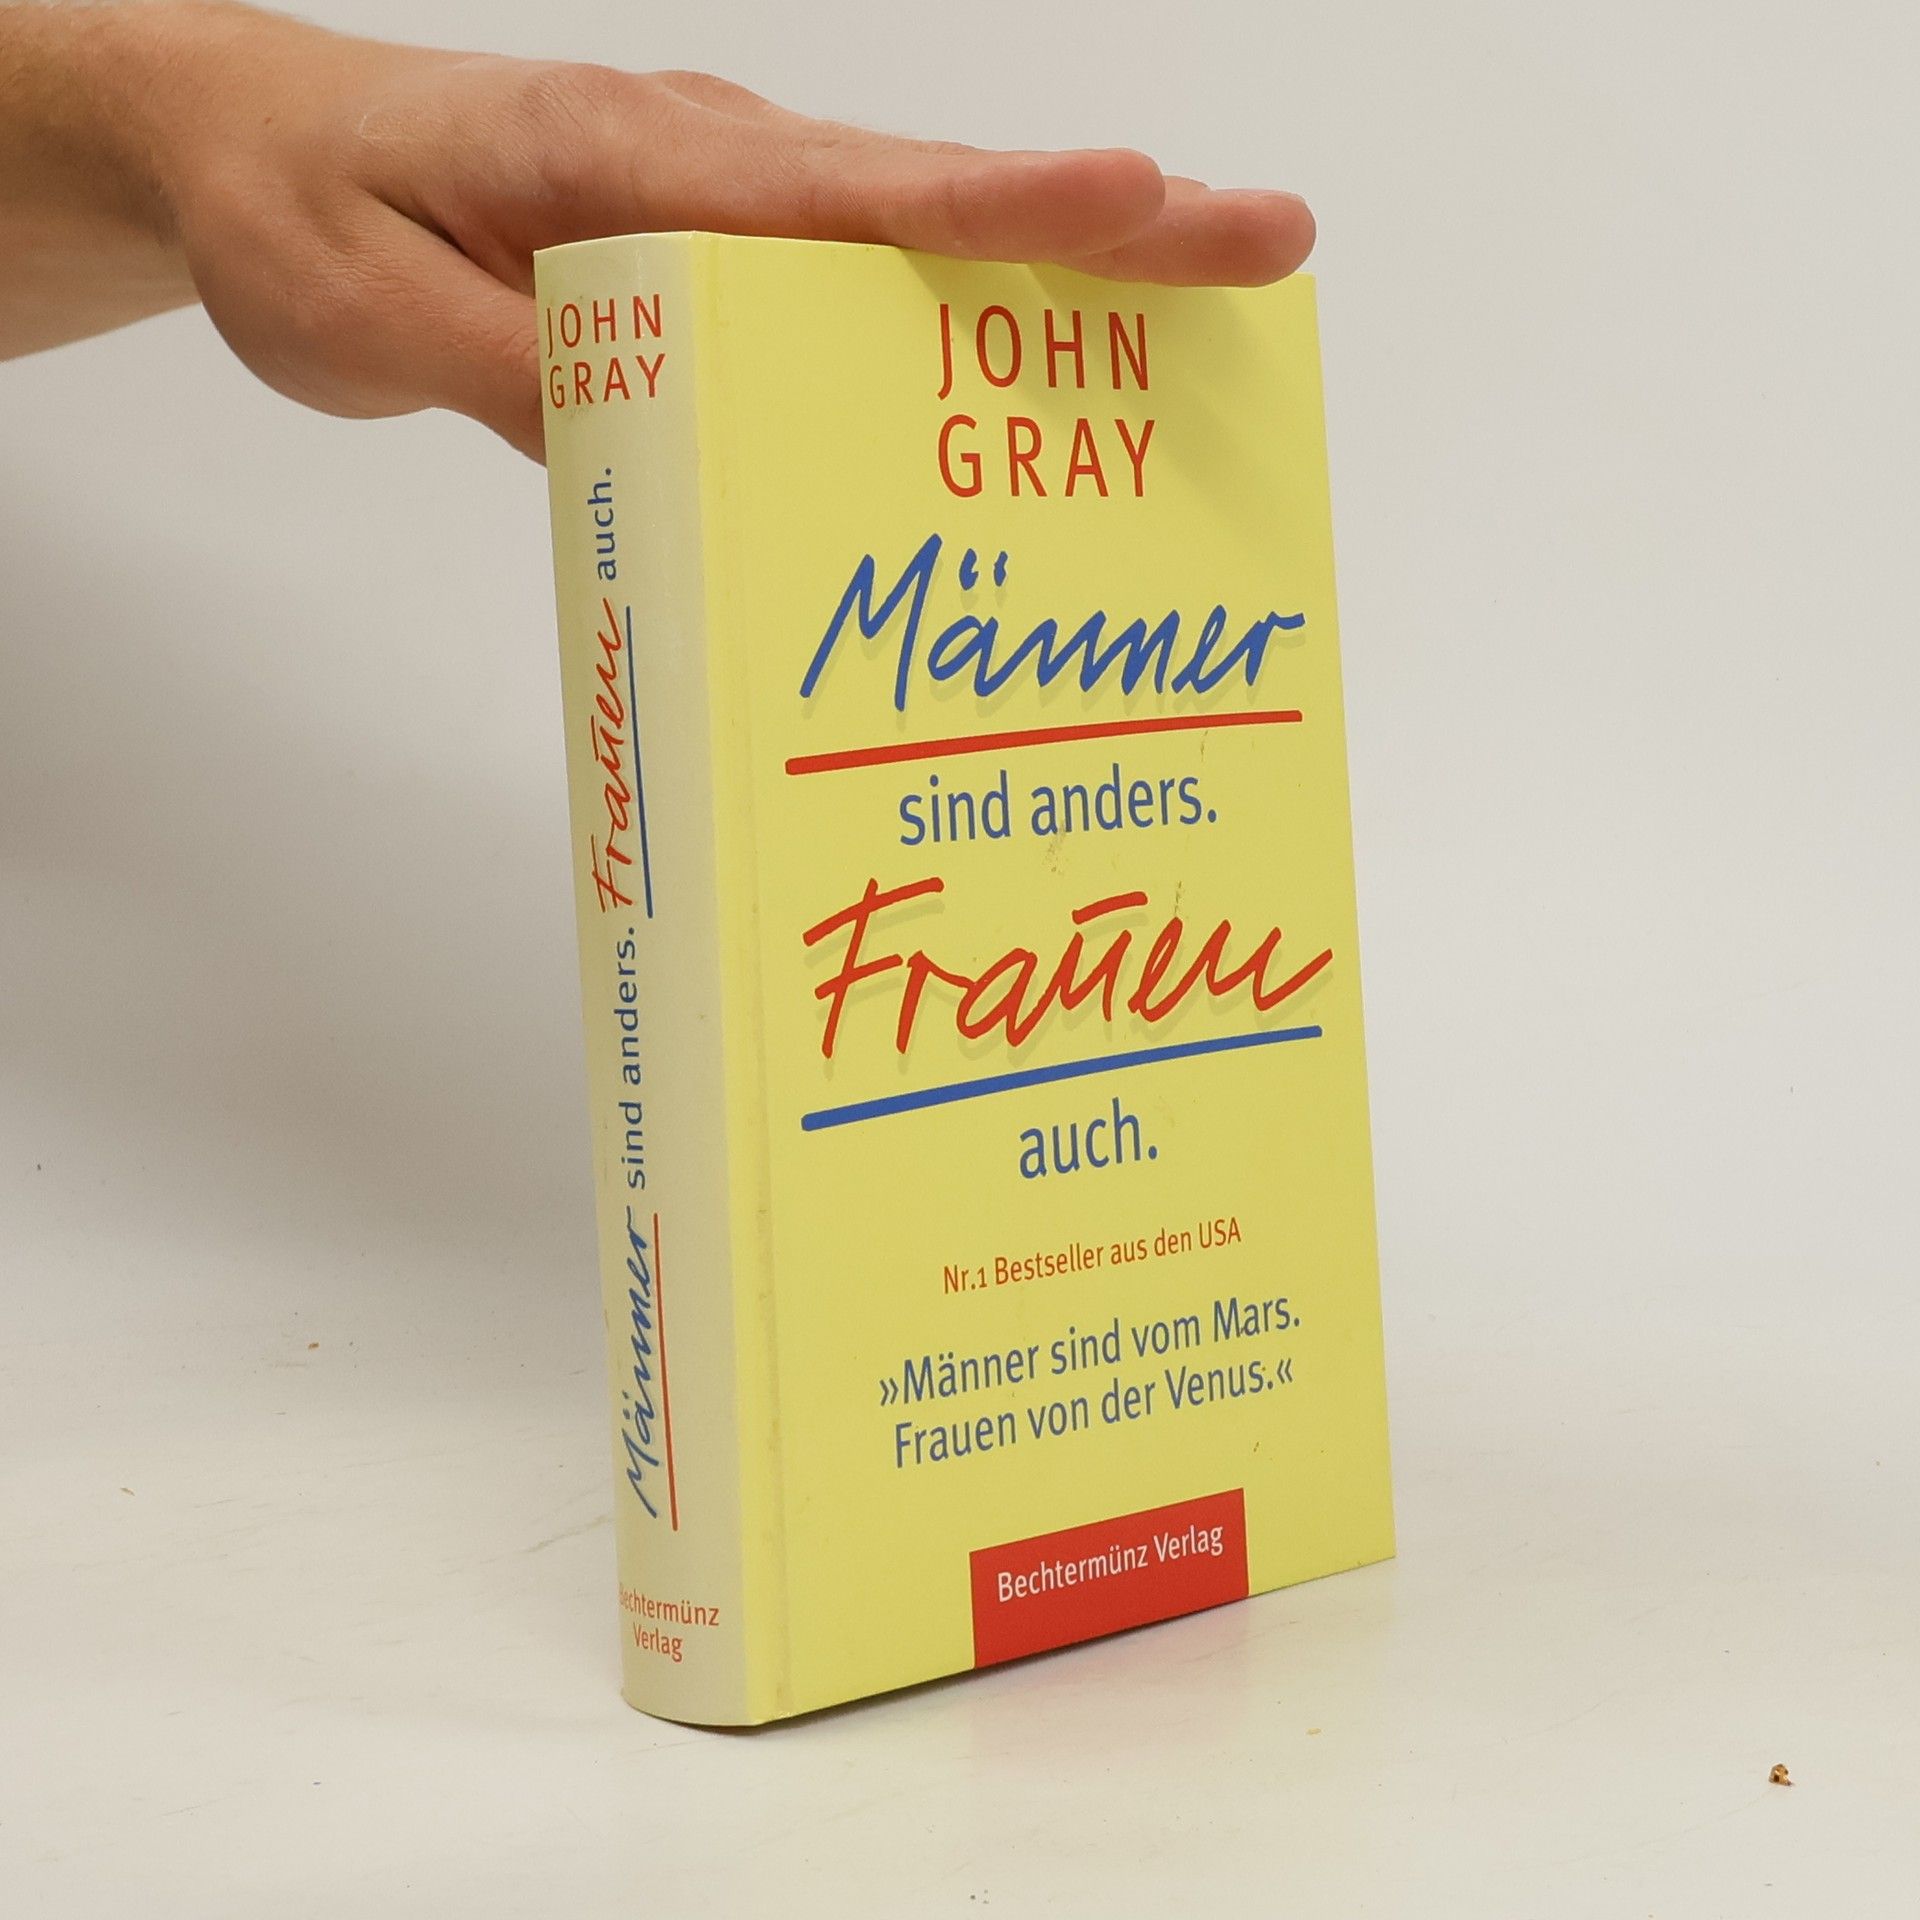 JOHN
GRAY
Männer sind anders. Frauen auch.
Bechtermünz
Verlag
JOHN
GRAY
Männer
sind anders.
Frauen
auch.
Nr.1 Bestseller aus den USA
»Männer sind vom Mars.
Frauen von der Venus.«
Bechtermünz Verlag